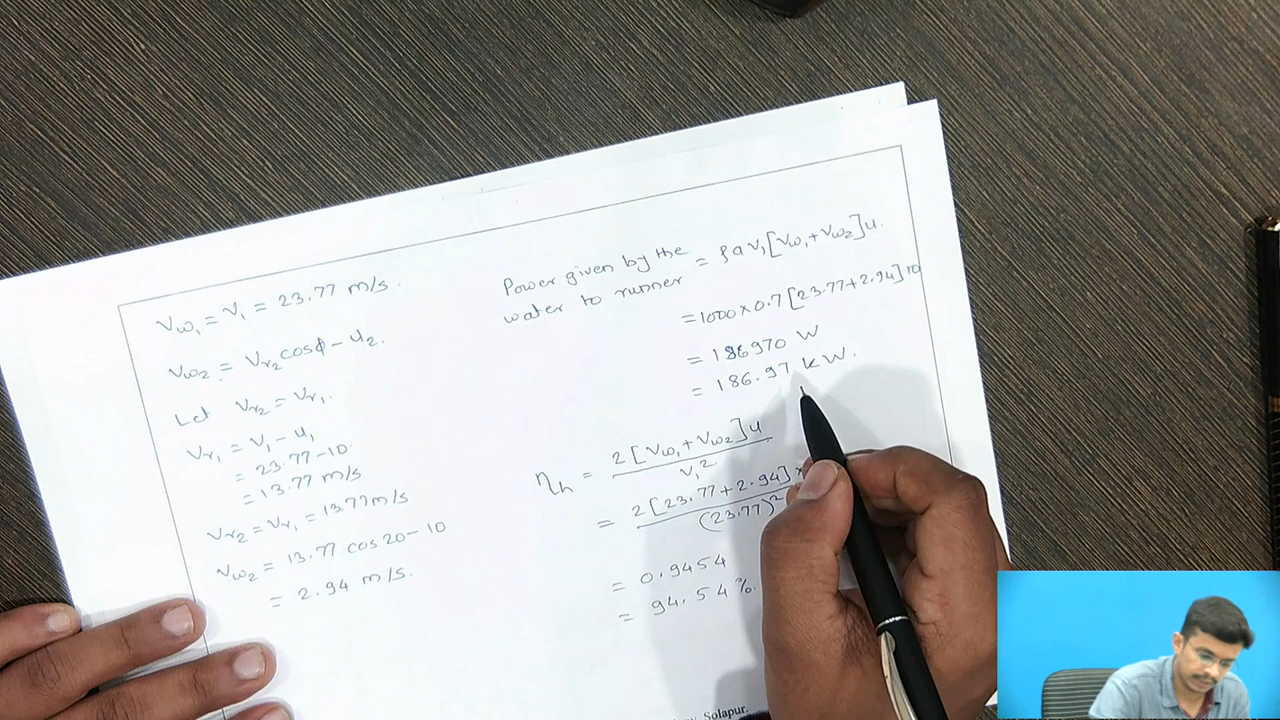 Vw₁ = V₁ = 23.77 m/s.
Vw₂ = Vr₂ cosϕ - u₂.
Let Vr₂ = Vr₁.
Vr₁ = V₁ - u₁
= 23.77-10.
= 13.77 m/s
Vr₂ = Vr₁ = 13.77 m/s
Vw₂ = 13.77 cos 20 - 10
= 2.94 m/s.
Power given by the
water to runner = ρ a V₁ [Vw₁ + Vw₂] u.
= 1000 × 0.7 [23.77 + 2.94] 10
= 186970 W
= 186.97 kW.
ηh = 2 [Vw₁ + Vw₂] u
V₁²
= 2 [23.77 + 2.94] ×
(23.77)²
= 0.9454
= 94.54 %.
Solapur.